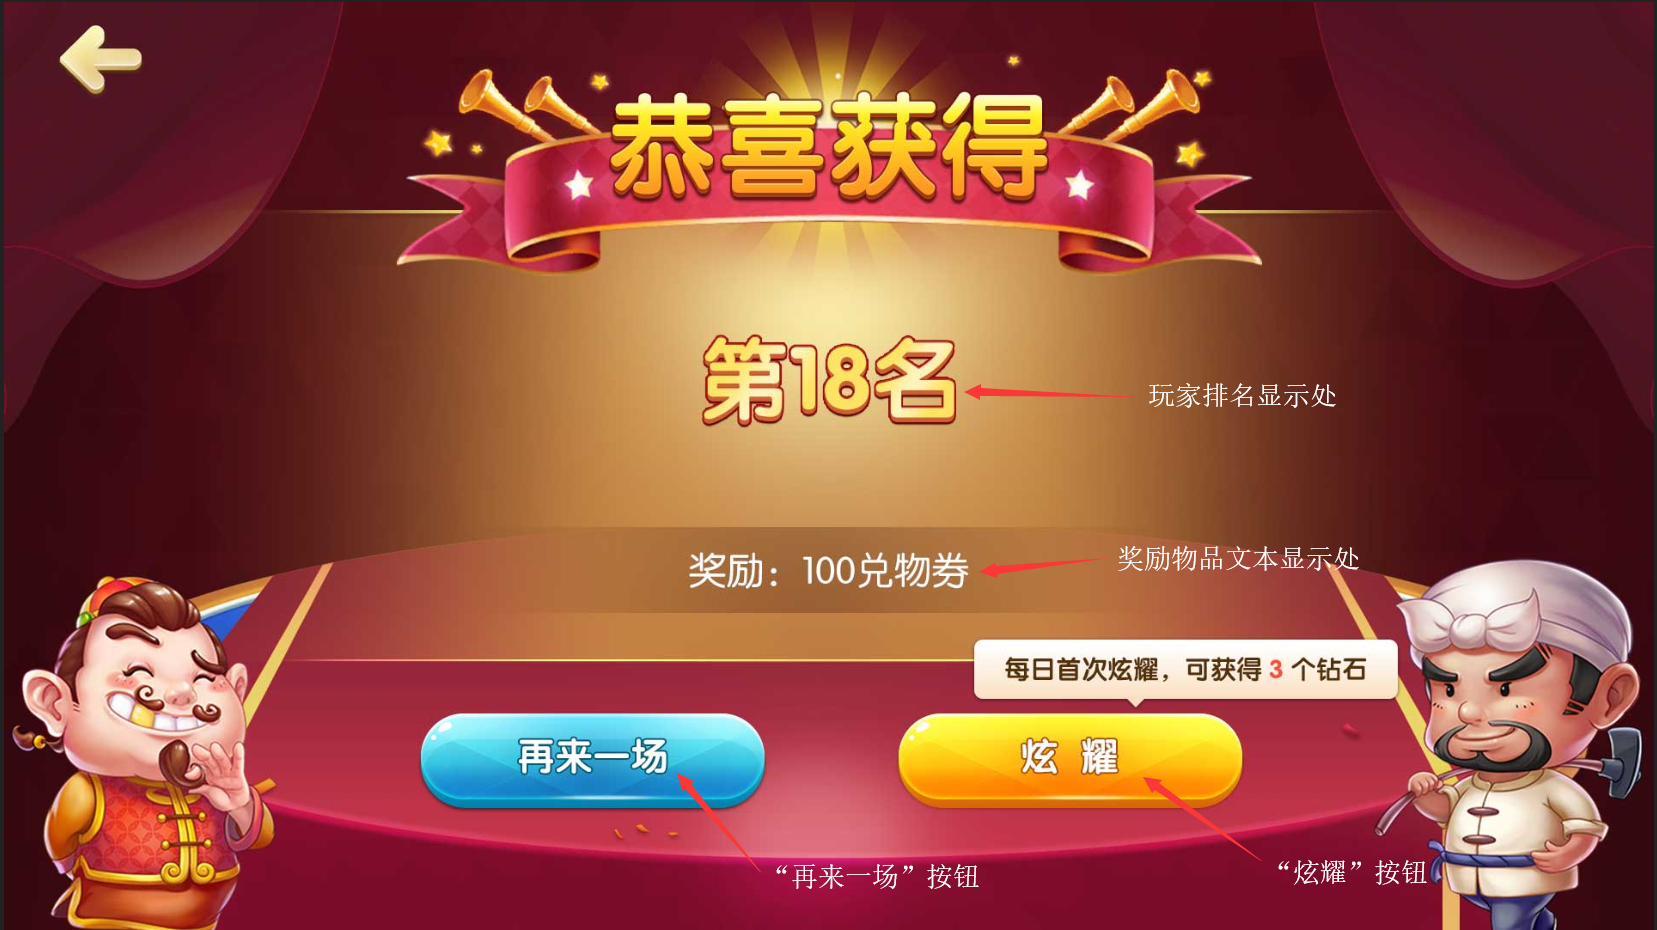 恭喜获得
第18名
玩家排名显示处
奖励：100兑物券
奖励物品文本显示处
每日首次炫耀，可获得 3 个钻石
再来一场
炫 耀
“再来一场”按钮
“炫耀”按钮